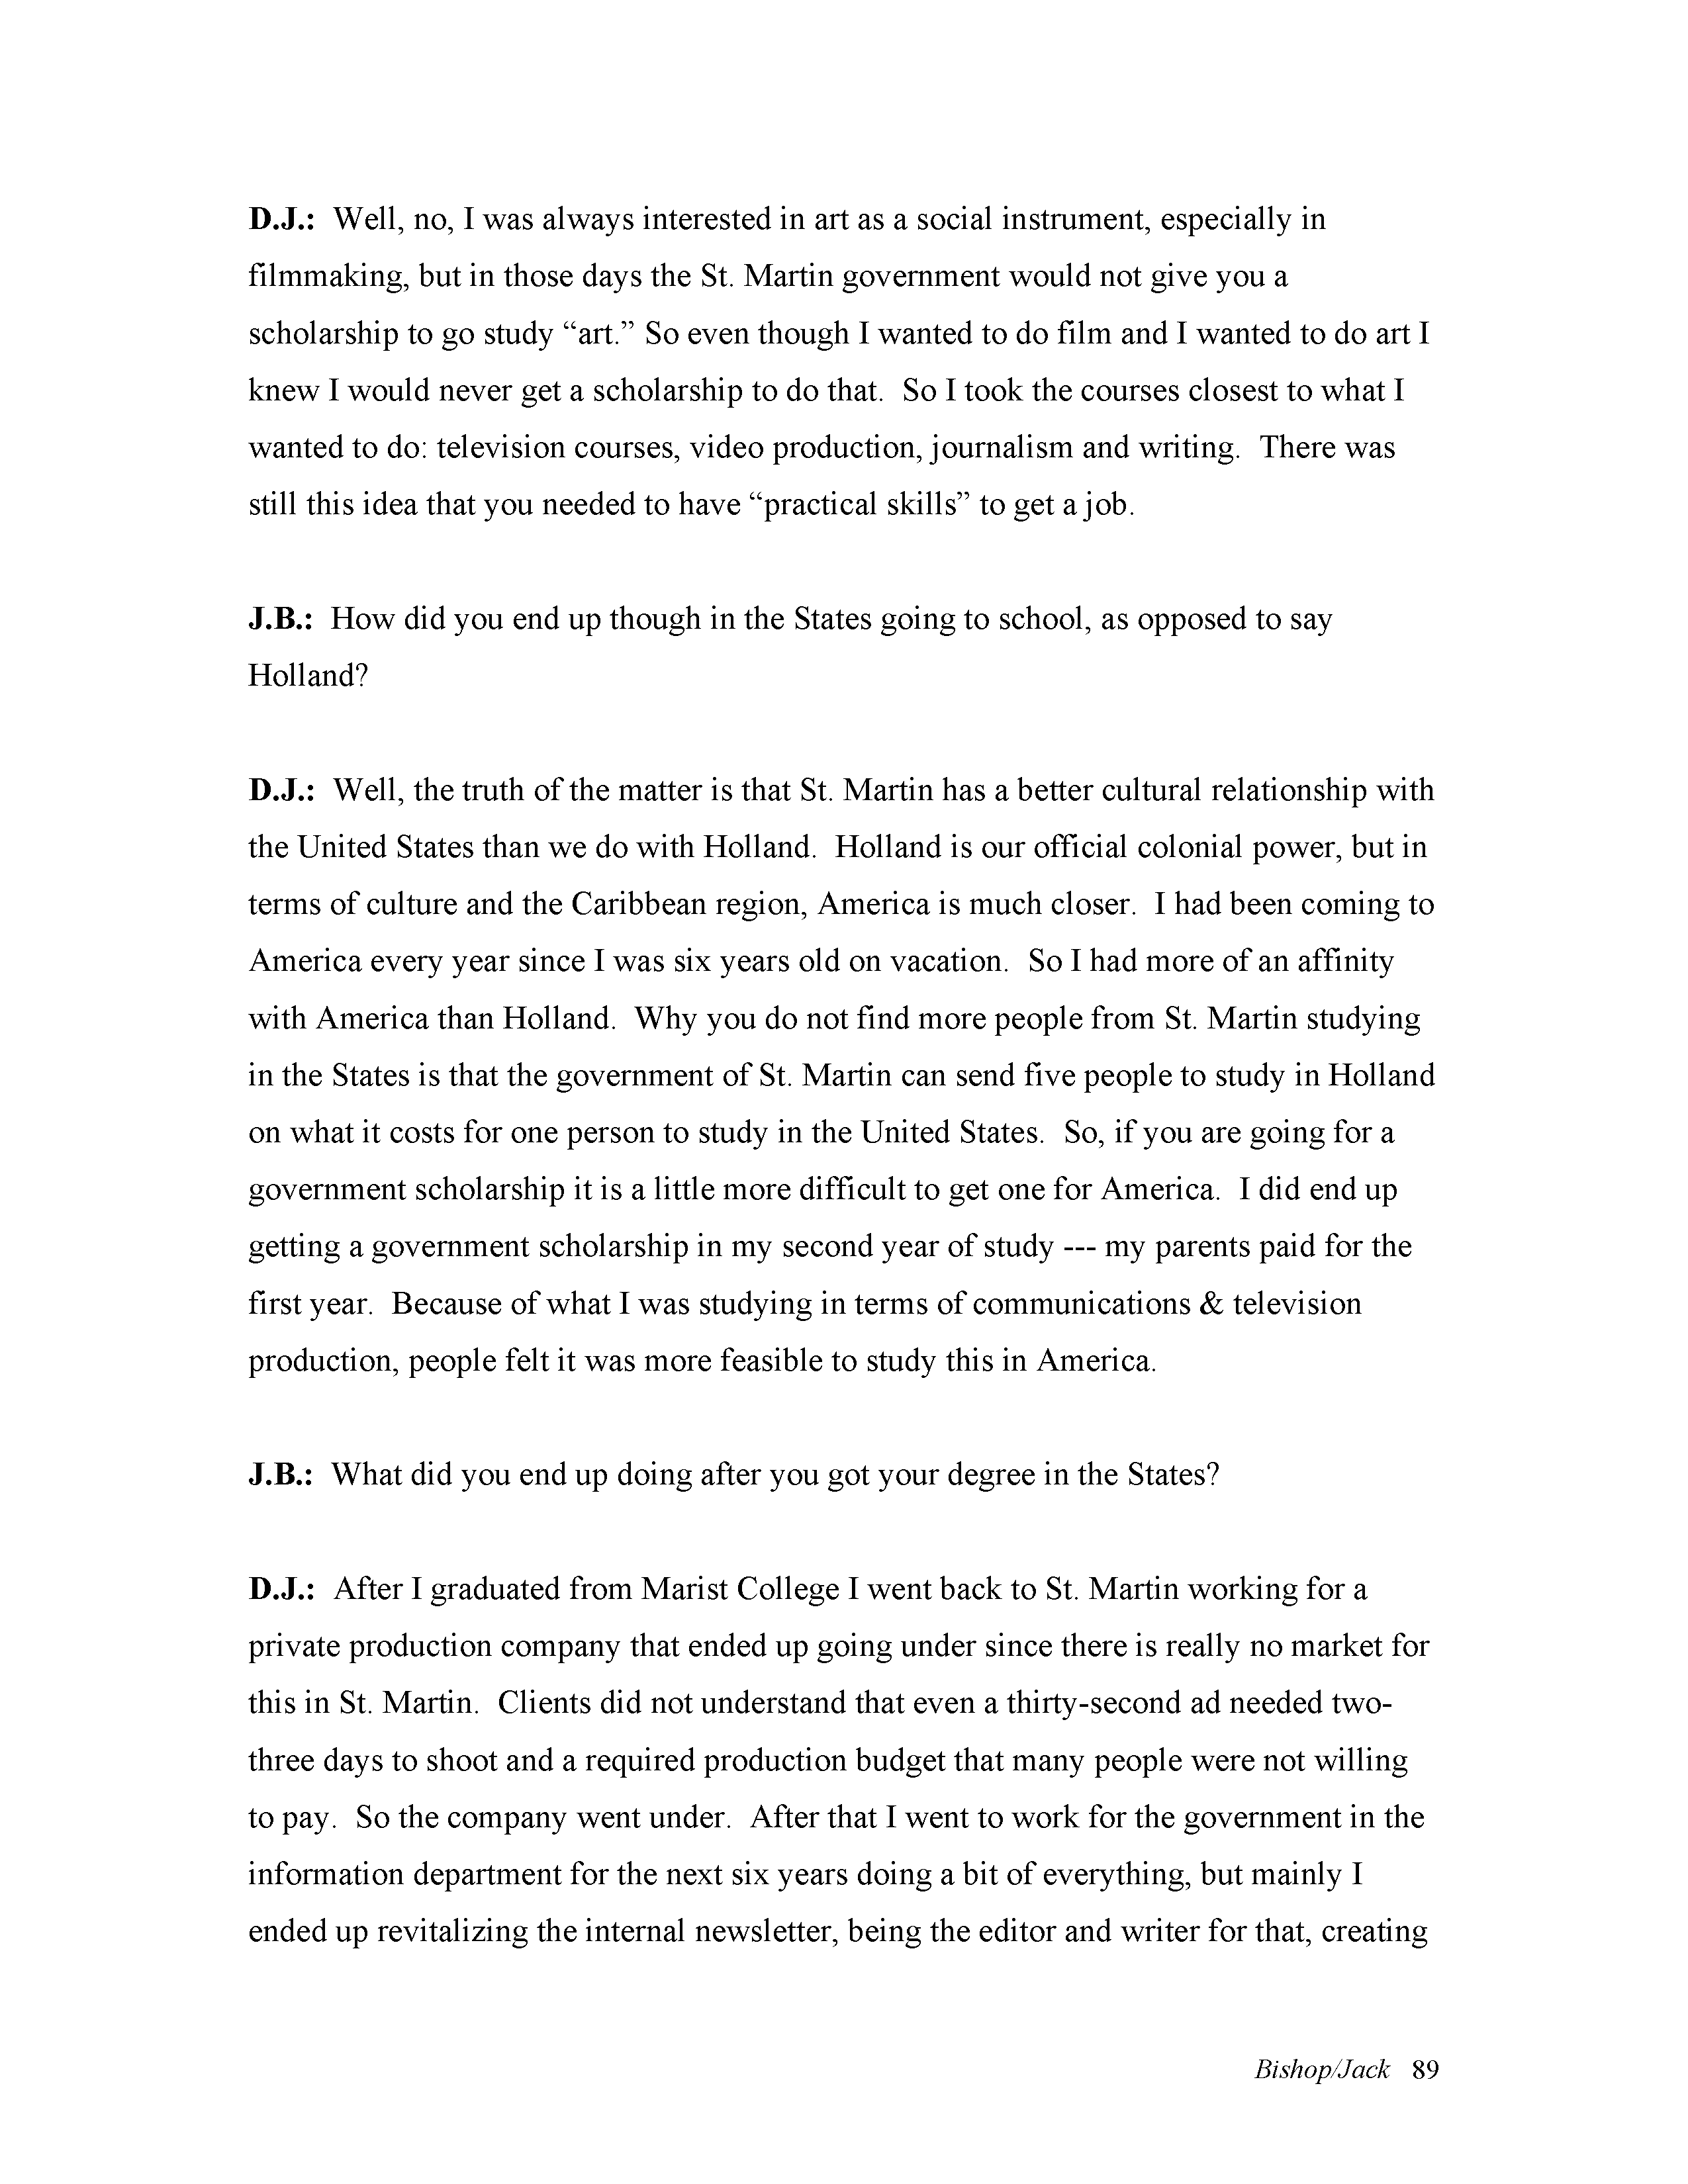 D.J.:  Well, no, I was always interested in art as a social instrument, especially in
filmmaking, but in those days the St. Martin government would not give you a
scholarship to go study “art.” So even though I wanted to do film and I wanted to do art I
knew I would never get a scholarship to do that.  So I took the courses closest to what I
wanted to do: television courses, video production, journalism and writing.  There was
still this idea that you needed to have “practical skills” to get a job.
J.B.:  How did you end up though in the States going to school, as opposed to say
Holland?
D.J.:  Well, the truth of the matter is that St. Martin has a better cultural relationship with
the United States than we do with Holland.  Holland is our official colonial power, but in
terms of culture and the Caribbean region, America is much closer.  I had been coming to
America every year since I was six years old on vacation.  So I had more of an affinity
with America than Holland.  Why you do not find more people from St. Martin studying
in the States is that the government of St. Martin can send five people to study in Holland
on what it costs for one person to study in the United States.  So, if you are going for a
government scholarship it is a little more difficult to get one for America.  I did end up
getting a government scholarship in my second year of study --- my parents paid for the
first year.  Because of what I was studying in terms of communications & television
production, people felt it was more feasible to study this in America.
J.B.:  What did you end up doing after you got your degree in the States?
D.J.:  After I graduated from Marist College I went back to St. Martin working for a
private production company that ended up going under since there is really no market for
this in St. Martin.  Clients did not understand that even a thirty-second ad needed two-
three days to shoot and a required production budget that many people were not willing
to pay.  So the company went under.  After that I went to work for the government in the
information department for the next six years doing a bit of everything, but mainly I
ended up revitalizing the internal newsletter, being the editor and writer for that, creating
Bishop/Jack   89